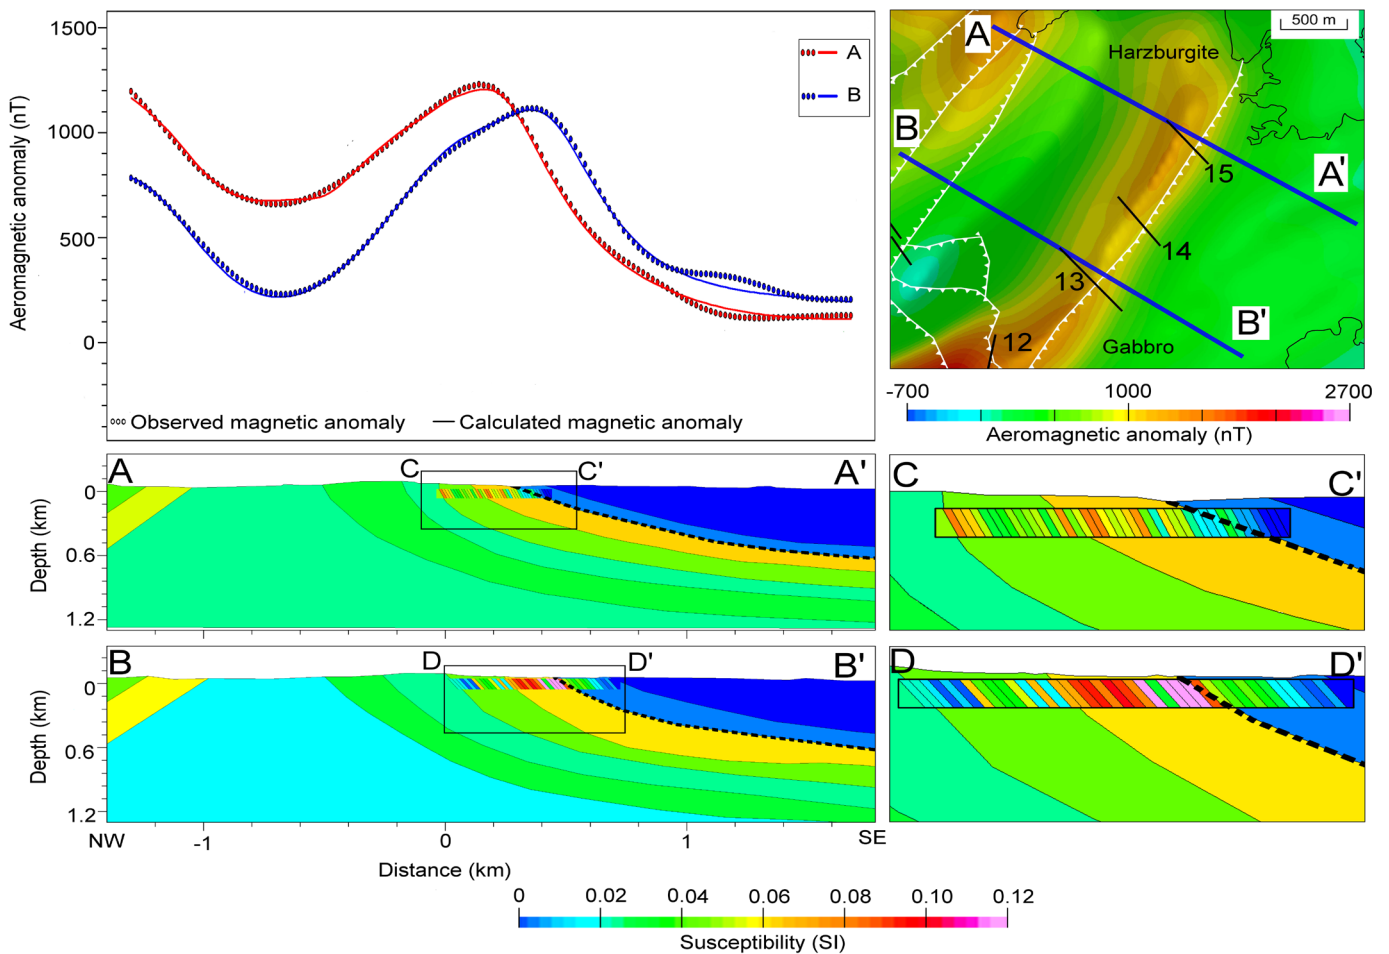 1500
1000
500
0
Aeromagnetic anomaly (nT)
A
B
Observed magnetic anomaly
Calculated magnetic anomaly
500 m
A
Harzburgite
B
15
A'
14
13
B'
12
Gabbro
-700
1000
2700
Aeromagnetic anomaly (nT)
A
C
C'
A'
0
0.6
1.2
Depth (km)
C
C'
B
D
D'
B'
0
0.6
1.2
Depth (km)
D
D'
NW
-1
0
1
SE
Distance (km)
0
0.02
0.04
0.06
0.08
0.10
0.12
Susceptibility (SI)